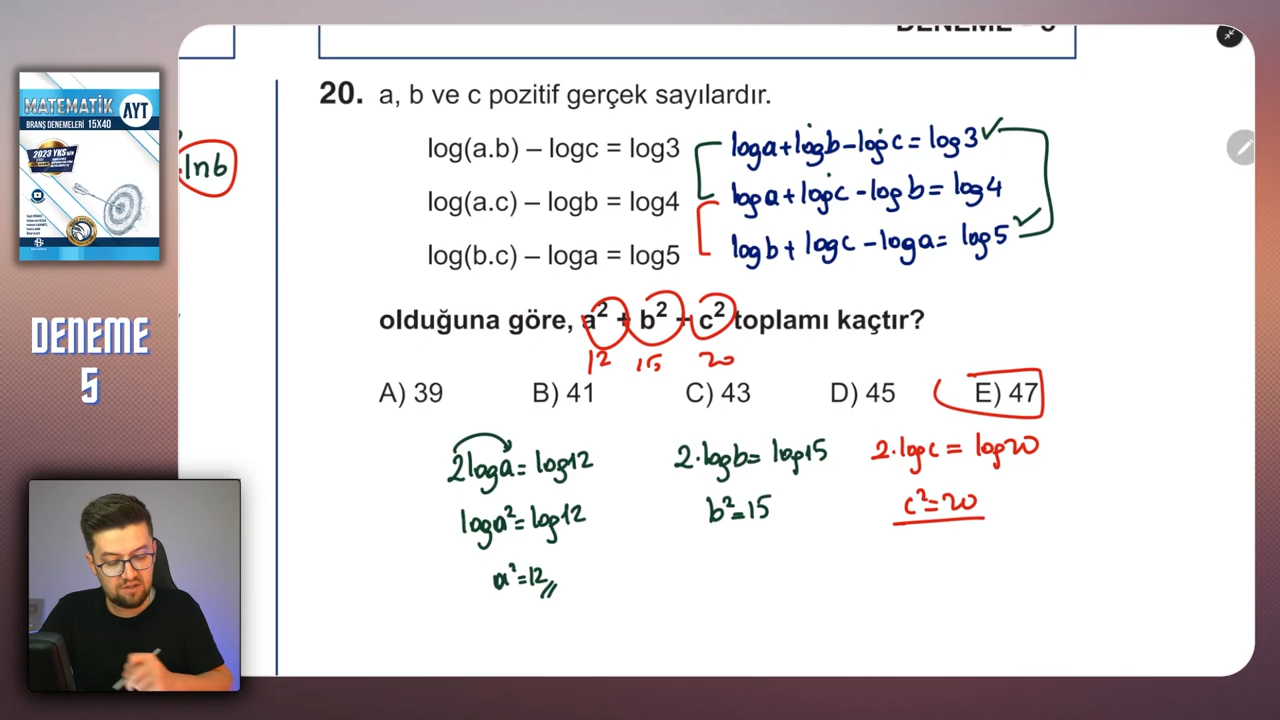 DENEME - 5
20. a, b ve c pozitif gerçek sayılardır.
log(a.b) – logc = log3
log(a.c) – logb = log4
log(b.c) – loga = log5
loga+logb-logc=log3
loga+logc-logb=log4
logb+logc-loga=log5
olduğuna göre, a² + b² + c² toplamı kaçtır?
12 15 20
A) 39 B) 41 C) 43 D) 45 E) 47
2loga=log12
loga²=log12
a²=12
2·logb=log15
b²=15
2·logc=log20
c²=20
lnb
MATEMATİK AYT
BRANŞ DENEMELERİ 15X40
2023 YKS'NİN
DENEME
5